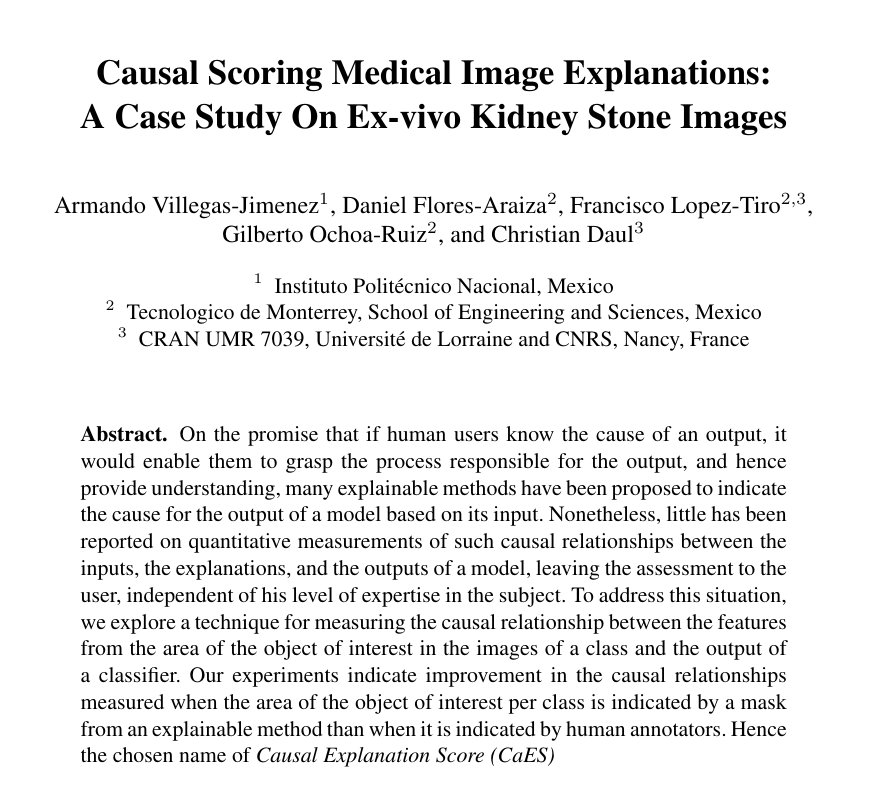 Causal Scoring Medical Image Explanations:
A Case Study On Ex-vivo Kidney Stone Images
Armando Villegas-Jimenez1, Daniel Flores-Araiza2, Francisco Lopez-Tiro2,3,
Gilberto Ochoa-Ruiz2, and Christian Daul3
1 Instituto Politécnico Nacional, Mexico
2 Tecnologico de Monterrey, School of Engineering and Sciences, Mexico
3 CRAN UMR 7039, Université de Lorraine and CNRS, Nancy, France
Abstract. On the promise that if human users know the cause of an output, it
would enable them to grasp the process responsible for the output, and hence
provide understanding, many explainable methods have been proposed to indicate
the cause for the output of a model based on its input. Nonetheless, little has been
reported on quantitative measurements of such causal relationships between the
inputs, the explanations, and the outputs of a model, leaving the assessment to the
user, independent of his level of expertise in the subject. To address this situation,
we explore a technique for measuring the causal relationship between the features
from the area of the object of interest in the images of a class and the output of
a classifier. Our experiments indicate improvement in the causal relationships
measured when the area of the object of interest per class is indicated by a mask
from an explainable method than when it is indicated by human annotators. Hence
the chosen name of Causal Explanation Score (CaES)